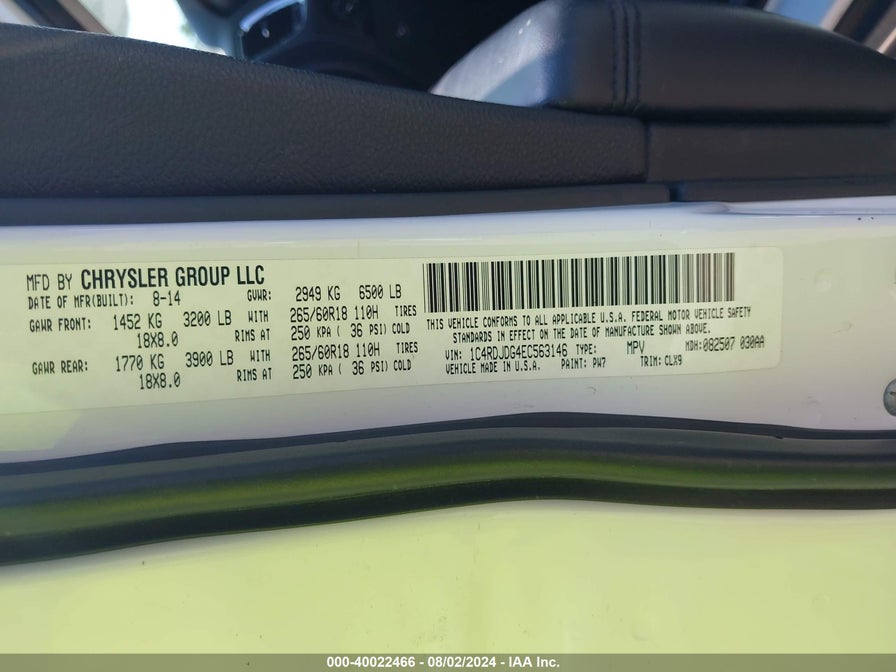 MFD BY CHRYSLER GROUP LLC
DATE OF MFR(BUILT): 8-14 GVWR: 2949 KG 6500 LB
GAWR FRONT: 1452 KG 3200 LB WITH 265/60R18 110H TIRES
18X8.0 RIMS AT 250 KPA ( 36 PSI) COLD
GAWR REAR: 1770 KG 3900 LB WITH 265/60R18 110H TIRES
18X8.0 RIMS AT 250 KPA ( 36 PSI) COLD
THIS VEHICLE CONFORMS TO ALL APPLICABLE U.S.A. FEDERAL MOTOR VEHICLE SAFETY
STANDARDS IN EFFECT ON THE DATE OF MANUFACTURE SHOWN ABOVE.
VIN: 1C4RDJDG4EC563146 TYPE: MPV MDH: 082507 030AA
VEHICLE MADE IN U.S.A. PAINT: PW7 TRIM: CLX9
000-40022466 - 08/02/2024 - IAA Inc.